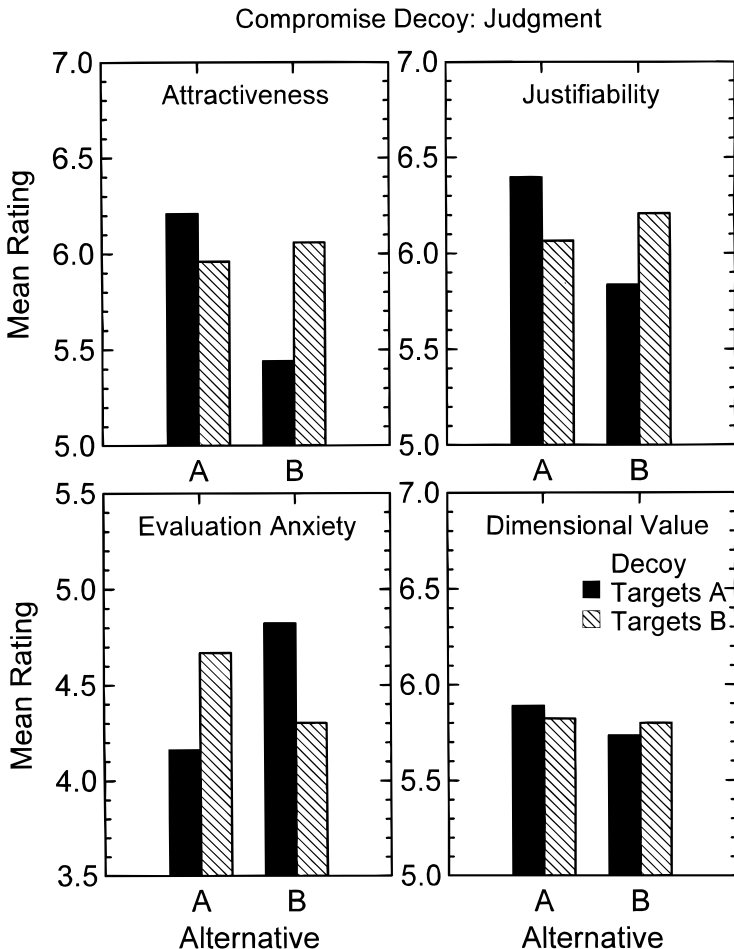 Compromise Decoy: Judgment
Mean Rating
7.0
6.5
6.0
5.5
5.0
Attractiveness
A
B
7.0
6.5
6.0
5.5
5.0
Justifiability
A
B
Mean Rating
5.5
5.0
4.5
4.0
3.5
Evaluation Anxiety
A
B
Alternative
7.0
6.5
6.0
5.5
5.0
Dimensional Value
Decoy
Targets A
Targets B
A
B
Alternative